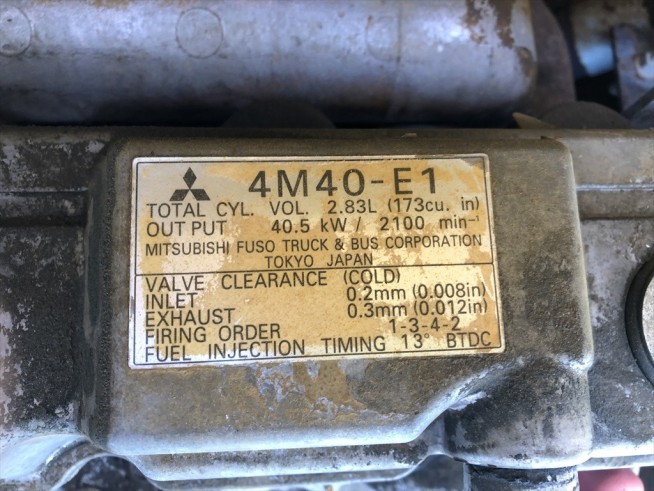 4M40-E1
TOTAL CYL. VOL. 2.83L (173cu. in)
OUTPUT 40.5 kW / 2100 min⁻¹
MITSUBISHI FUSO TRUCK & BUS CORPORATION
TOKYO JAPAN
VALVE CLEARANCE (COLD)
INLET 0.2mm (0.008in)
EXHAUST 0.3mm (0.012in)
FIRING ORDER 1-3-4-2
FUEL INJECTION TIMING 13° BTDC